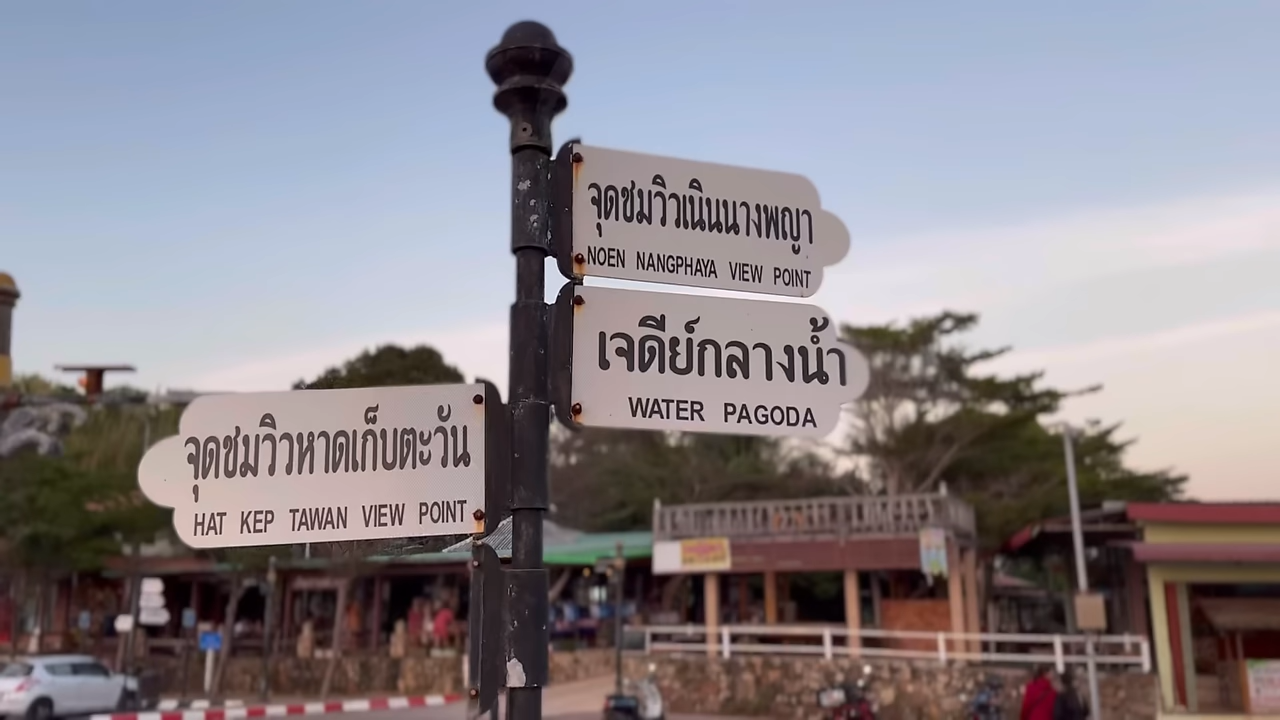 จุดชมวิวเนินนางพญา
NOEN NANGPHAYA VIEW POINT
เจดีย์กลางน้ำ
WATER PAGODA
จุดชมวิวหาดเก็บตะวัน
HAT KEP TAWAN VIEW POINT